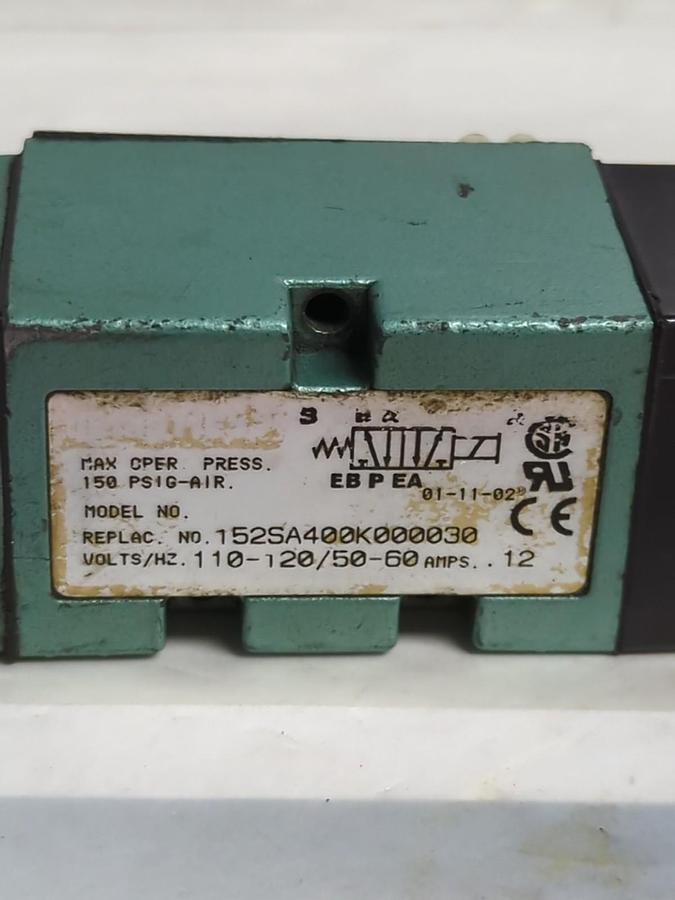 MAX OPER. PRESS.
150 PSIG-AIR.
EB P EA
01-11-02
MODEL NO.
REPLAC. NO. 152SA400K000030
CE
VOLTS/HZ. 110-120/50-60 AMPS. .12